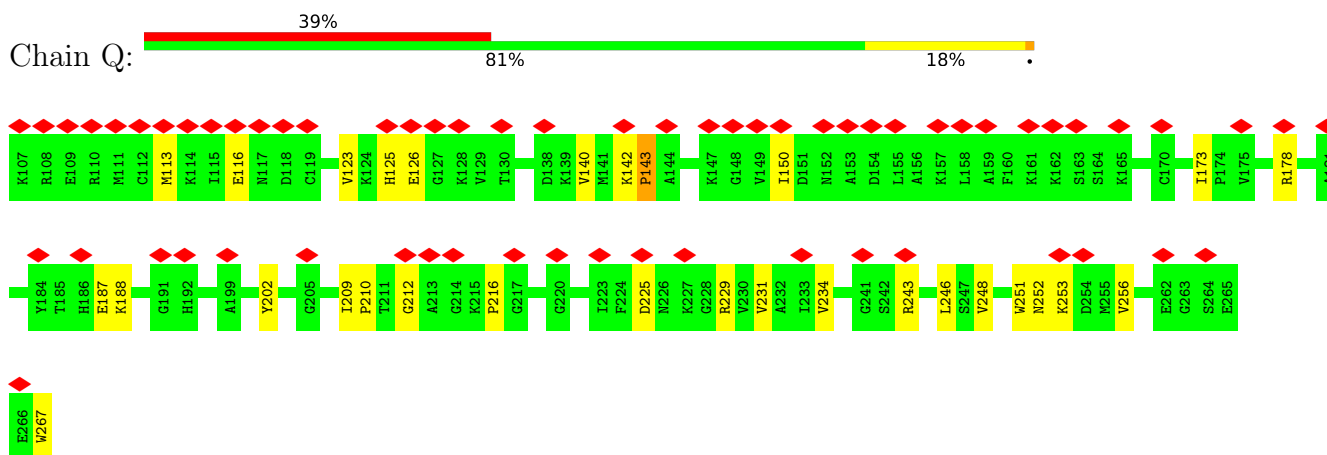 39%
Chain Q:
81% 18% •
K107 R108 E109 R110 M111 C112 M113 K114 I115 E116 N117 D118 C119 V123 K124 H125 E126 G127 K128 V129 T130 D138 K139 V140 M141 K142 P143 A144 K147 G148 V149 I150 D151 N152 A153 D154 L155 A156 K157 L158 A159 F160 K161 K162 S163 S164 K165 C170 I173 P174 V175 R178
Y184 T185 H186 E187 K188 G191 H192 A199 Y202 G205 I209 P210 T211 G212 A213 G214 K215 P216 G217 G220 I223 F224 D225 N226 K227 G228 R229 V230 V231 A232 I233 V234 G241 S242 R243 L246 S247 V248 W251 N252 K253 D254 M255 V256 E262 G263 S264 E265
E266 W267